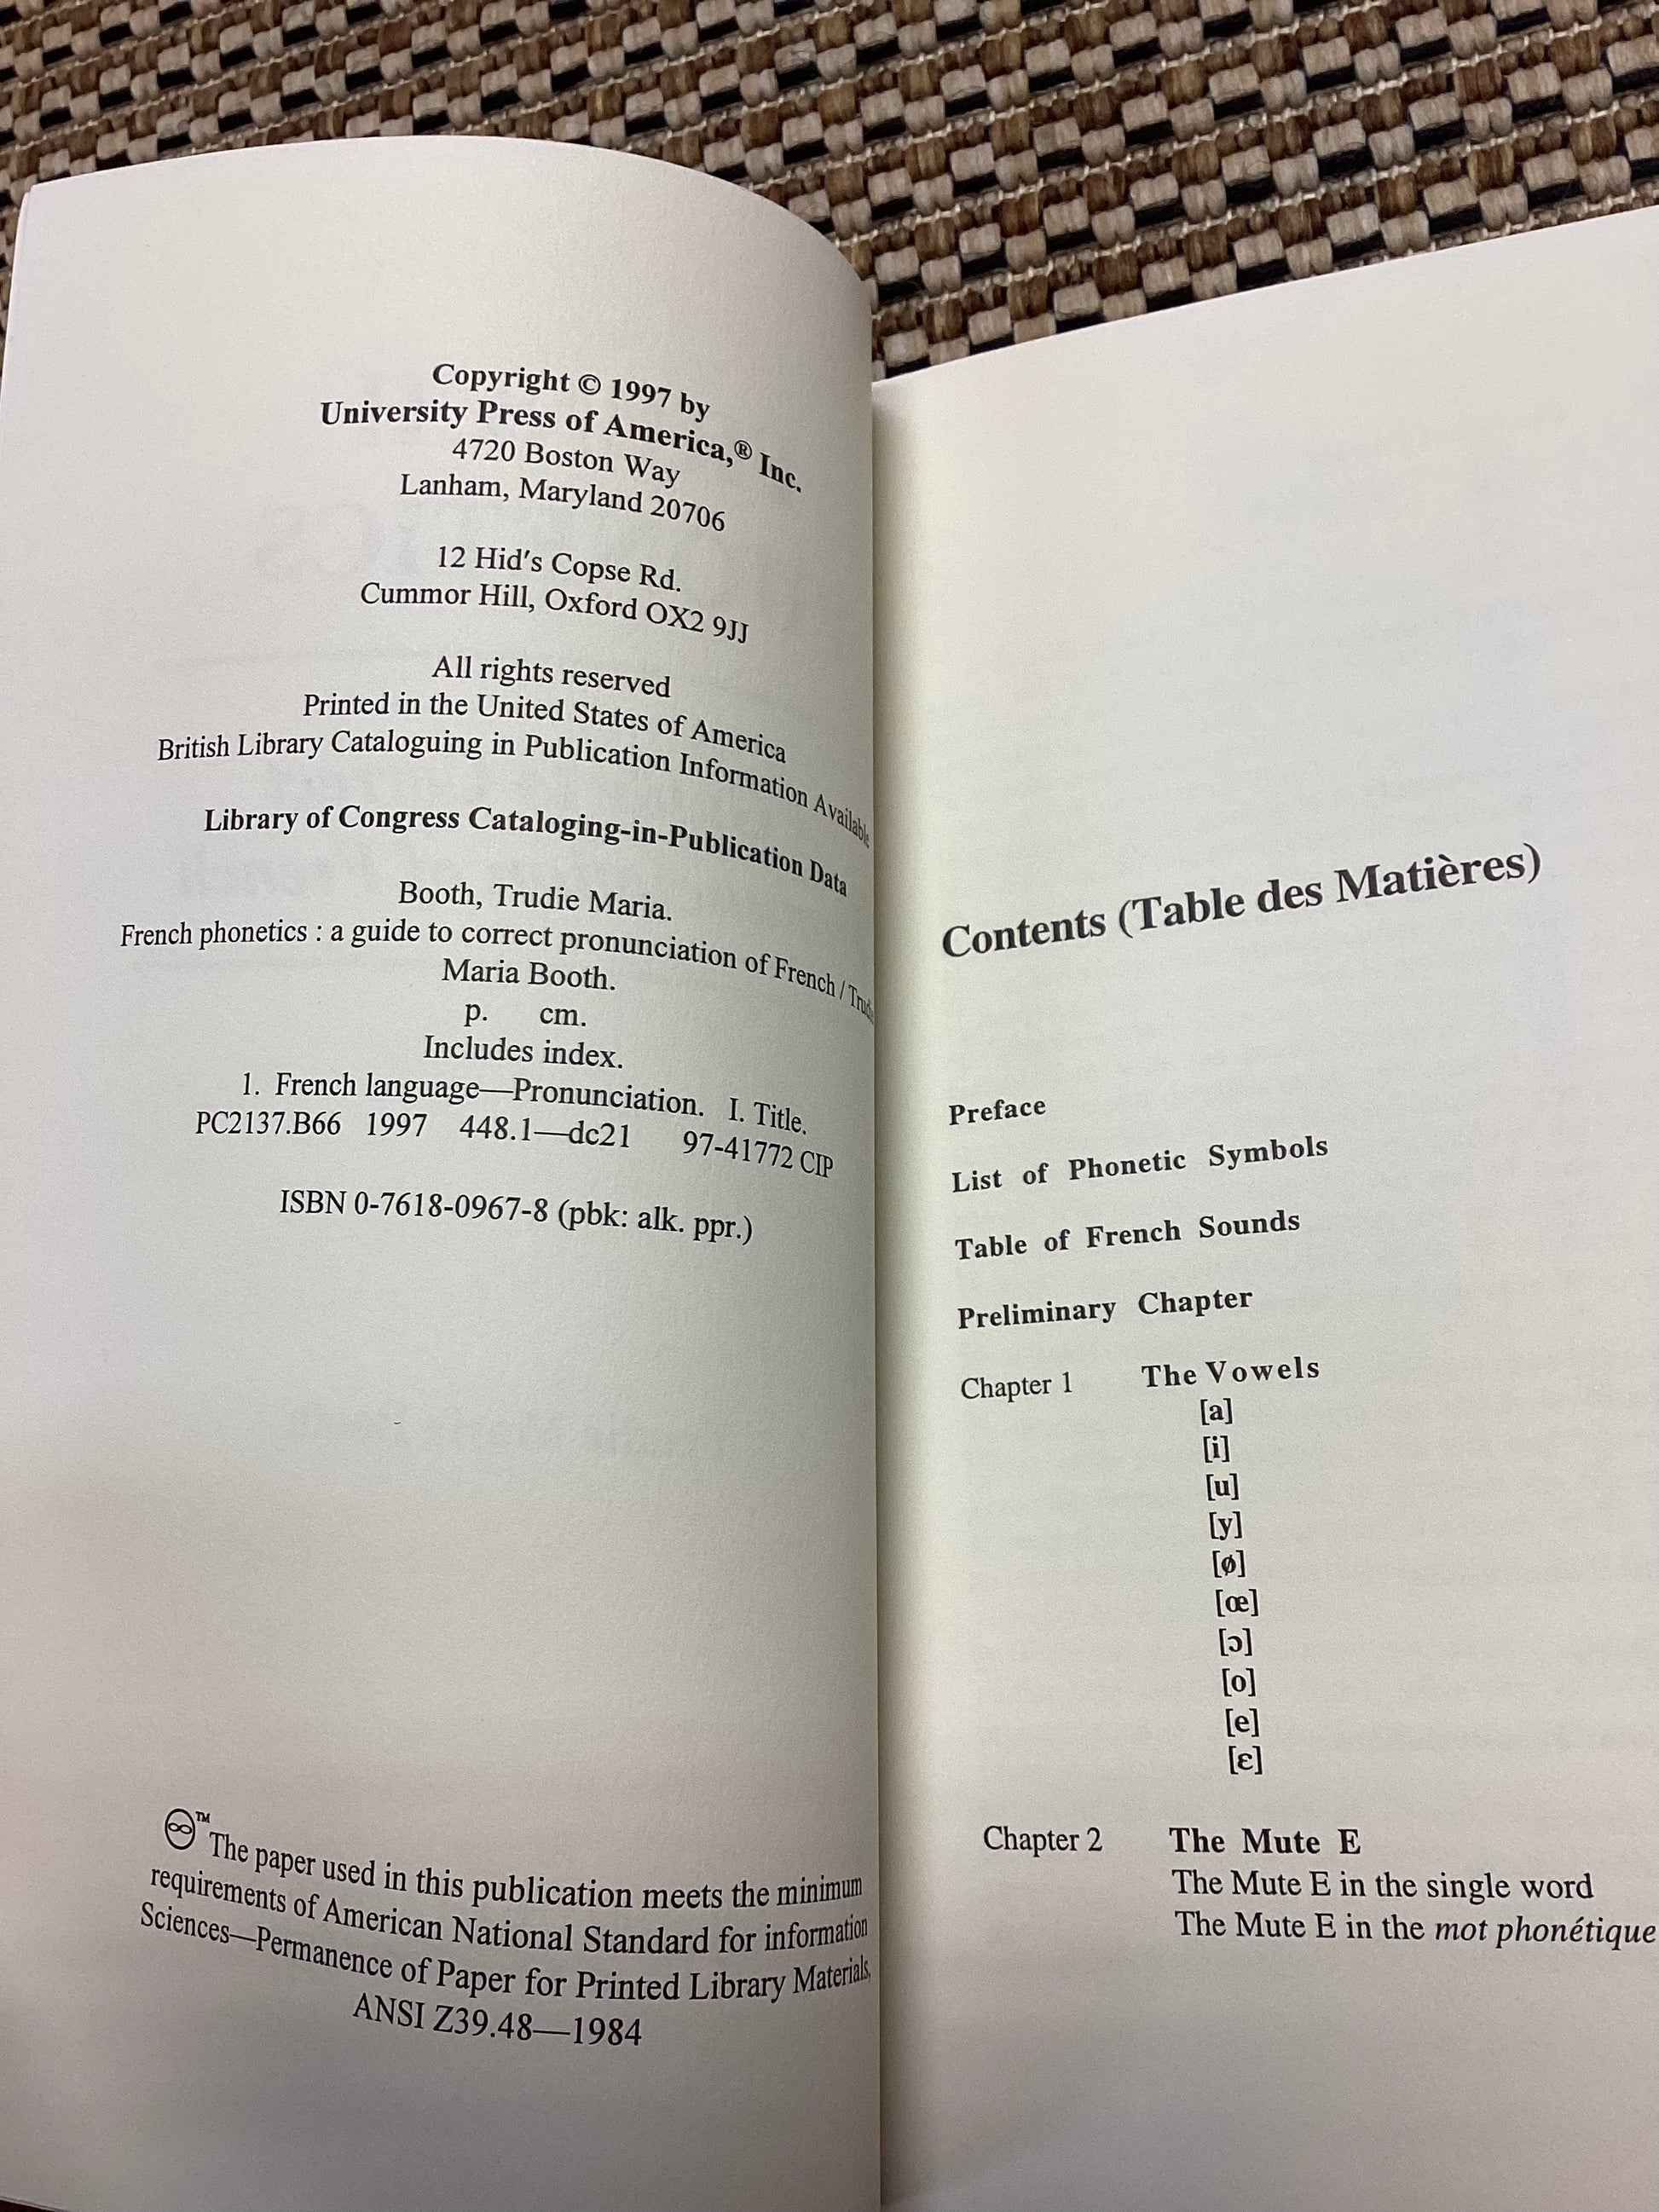 Copyright © 1997 by
University Press of America,® Inc.
4720 Boston Way
Lanham, Maryland 20706
12 Hid's Copse Rd.
Cummor Hill, Oxford OX2 9JJ
All rights reserved
Printed in the United States of America
British Library Cataloguing in Publication Information Available
Library of Congress Cataloging-in-Publication Data
Booth, Trudie Maria.
French phonetics : a guide to correct pronunciation of French / Trudie
Maria Booth.
p. cm.
Includes index.
1. French language—Pronunciation. I. Title.
PC2137.B66 1997 448.1—dc21 97-41772 CIP
ISBN 0-7618-0967-8 (pbk: alk. ppr.)
♾™ The paper used in this publication meets the minimum
requirements of American National Standard for information
Sciences—Permanence of Paper for Printed Library Materials,
ANSI Z39.48—1984
Contents (Table des Matières)
Preface
List of Phonetic Symbols
Table of French Sounds
Preliminary Chapter
Chapter 1 The Vowels
[a]
[i]
[u]
[y]
[ø]
[œ]
[ɔ]
[o]
[e]
[ɛ]
Chapter 2 The Mute E
The Mute E in the single word
The Mute E in the mot phonétique